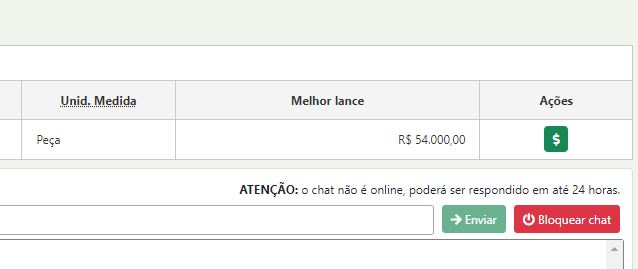 Unid. Medida Melhor lance Ações
Peça R$ 54.000,00 $
ATENÇÃO: o chat não é online, poderá ser respondido em até 24 horas.
Enviar Bloquear chat